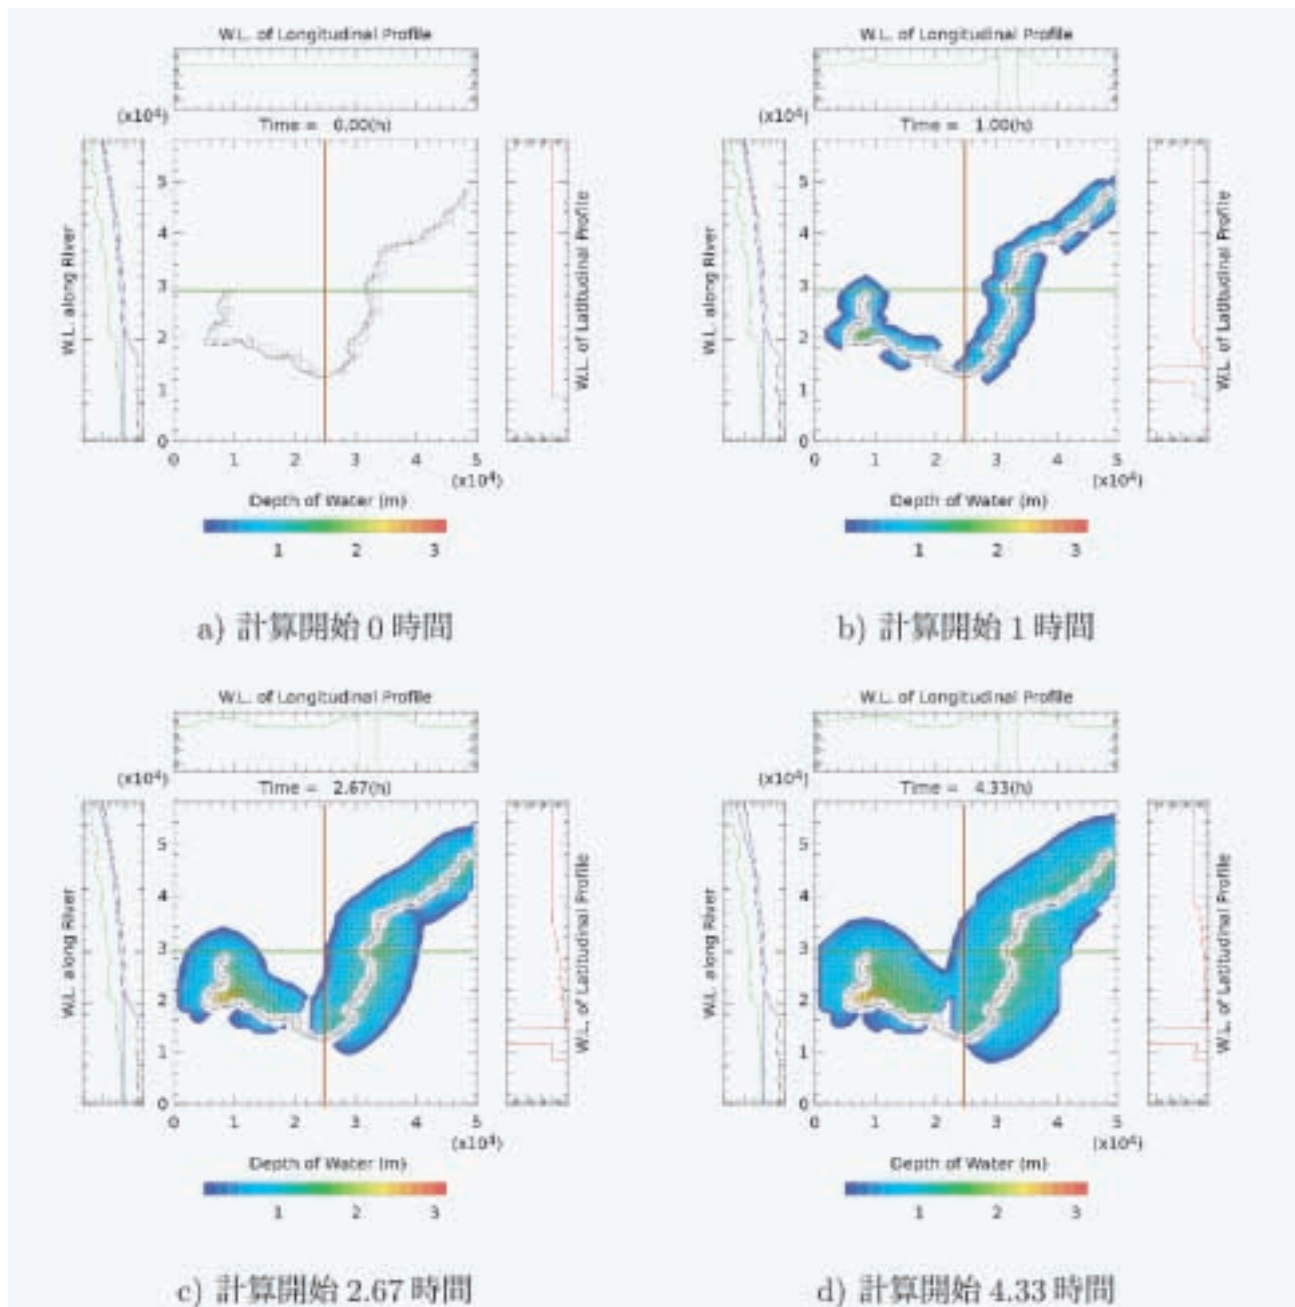 W.L. of Longitudinal Profile
W.L. of Longitudinal Profile
(x10⁴)
Time = 0.00(h)
(x10⁴)
Time = 1.00(h)
W.L. along River
5
4
3
2
1
0
W.L. of Latitudinal Profile
W.L. along River
5
4
3
2
1
0
W.L. of Latitudinal Profile
0 1 2 3 4 5
(x10⁴)
0 1 2 3 4 5
(x10⁴)
Depth of Water (m)
1 2 3
Depth of Water (m)
1 2 3
a) 計算開始 0 時間
b) 計算開始 1 時間
W.L. of Longitudinal Profile
W.L. of Longitudinal Profile
(x10⁴)
Time = 2.67(h)
(x10⁴)
Time = 4.33(h)
W.L. along River
5
4
3
2
1
0
W.L. of Latitudinal Profile
W.L. along River
5
4
3
2
1
0
W.L. of Latitudinal Profile
0 1 2 3 4 5
(x10⁴)
0 1 2 3 4 5
(x10⁴)
Depth of Water (m)
1 2 3
Depth of Water (m)
1 2 3
c) 計算開始 2.67 時間
d) 計算開始 4.33 時間